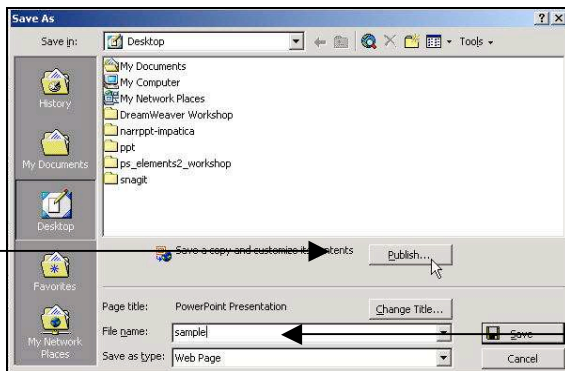 Save As
Save in:
Desktop
Tools
History
My Documents
Desktop
Favorites
My Network
Places
My Documents
My Computer
My Network Places
DreamWeaver Workshop
narrppt-impatica
ppt
ps_elements2_workshop
snagit
Save a copy and customize its contents
Publish...
Page title:
PowerPoint Presentation
Change Title...
File name:
sample
Save
Save as type:
Web Page
Cancel